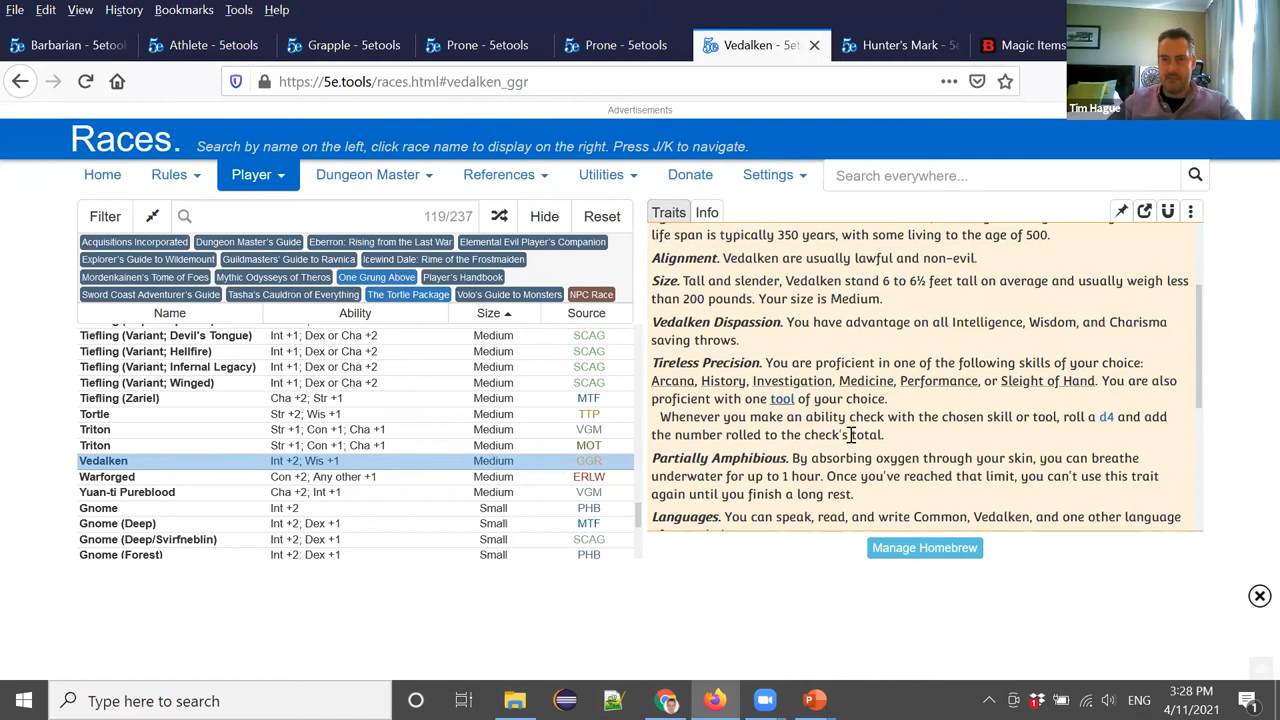 File Edit View History Bookmarks Tools Help
Barbarian - 5etool
Athlete - 5etools
Grapple - 5etools
Prone - 5etools
Prone - 5etools
Vedalken - 5et
Hunter's Mark - 5
Magic Items
https://5e.tools/races.html#vedalken_ggr
Tim Hague
Advertisements
Races. Search by name on the left, click race name to display on the right. Press J/K to navigate.
Home Rules Player Dungeon Master References Utilities Donate Settings Search everywhere...
Filter 119/237 Hide Reset
Acquisitions Incorporated Dungeon Master's Guide Eberron: Rising from the Last War Elemental Evil Player's Companion
Explorer's Guide to Wildemount Guildmasters' Guide to Ravnica Icewind Dale: Rime of the Frostmaiden
Mordenkainen's Tome of Foes Mythic Odysseys of Theros One Grung Above Player's Handbook
Sword Coast Adventurer's Guide Tasha's Cauldron of Everything The Tortle Package Volo's Guide to Monsters NPC Race
Name Ability Size Source
Tiefling (Variant; Devil's Tongue) Int +1; Dex or Cha +2 Medium SCAG
Tiefling (Variant; Hellfire) Int +1; Dex or Cha +2 Medium SCAG
Tiefling (Variant; Infernal Legacy) Int +1; Dex or Cha +2 Medium SCAG
Tiefling (Variant; Winged) Int +1; Dex or Cha +2 Medium SCAG
Tiefling (Zariel) Cha +2; Str +1 Medium MTF
Tortle Str +2; Wis +1 Medium TTP
Triton Str +1; Con +1; Cha +1 Medium VGM
Triton Str +1; Con +1; Cha +1 Medium MOT
Vedalken Int +2; Wis +1 Medium GGR
Warforged Con +2; Any other +1 Medium ERLW
Yuan-ti Pureblood Cha +2; Int +1 Medium VGM
Gnome Int +2 Small PHB
Gnome (Deep) Int +2; Dex +1 Small MTF
Gnome (Deep/Svirfneblin) Int +2; Dex +1 Small SCAG
Gnome (Forest) Int +2; Dex +1 Small PHB
Traits Info
life span is typically 350 years, with some living to the age of 500.
Alignment. Vedalken are usually lawful and non-evil.
Size. Tall and slender, Vedalken stand 6 to 6½ feet tall on average and usually weigh less
than 200 pounds. Your size is Medium.
Vedalken Dispassion. You have advantage on all Intelligence, Wisdom, and Charisma
saving throws.
Tireless Precision. You are proficient in one of the following skills of your choice:
Arcana, History, Investigation, Medicine, Performance, or Sleight of Hand. You are also
proficient with one tool of your choice.
Whenever you make an ability check with the chosen skill or tool, roll a d4 and add
the number rolled to the check's total.
Partially Amphibious. By absorbing oxygen through your skin, you can breathe
underwater for up to 1 hour. Once you've reached that limit, you can't use this trait
again until you finish a long rest.
Languages. You can speak, read, and write Common, Vedalken, and one other language
Manage Homebrew
Type here to search
ENG
3:28 PM
4/11/2021